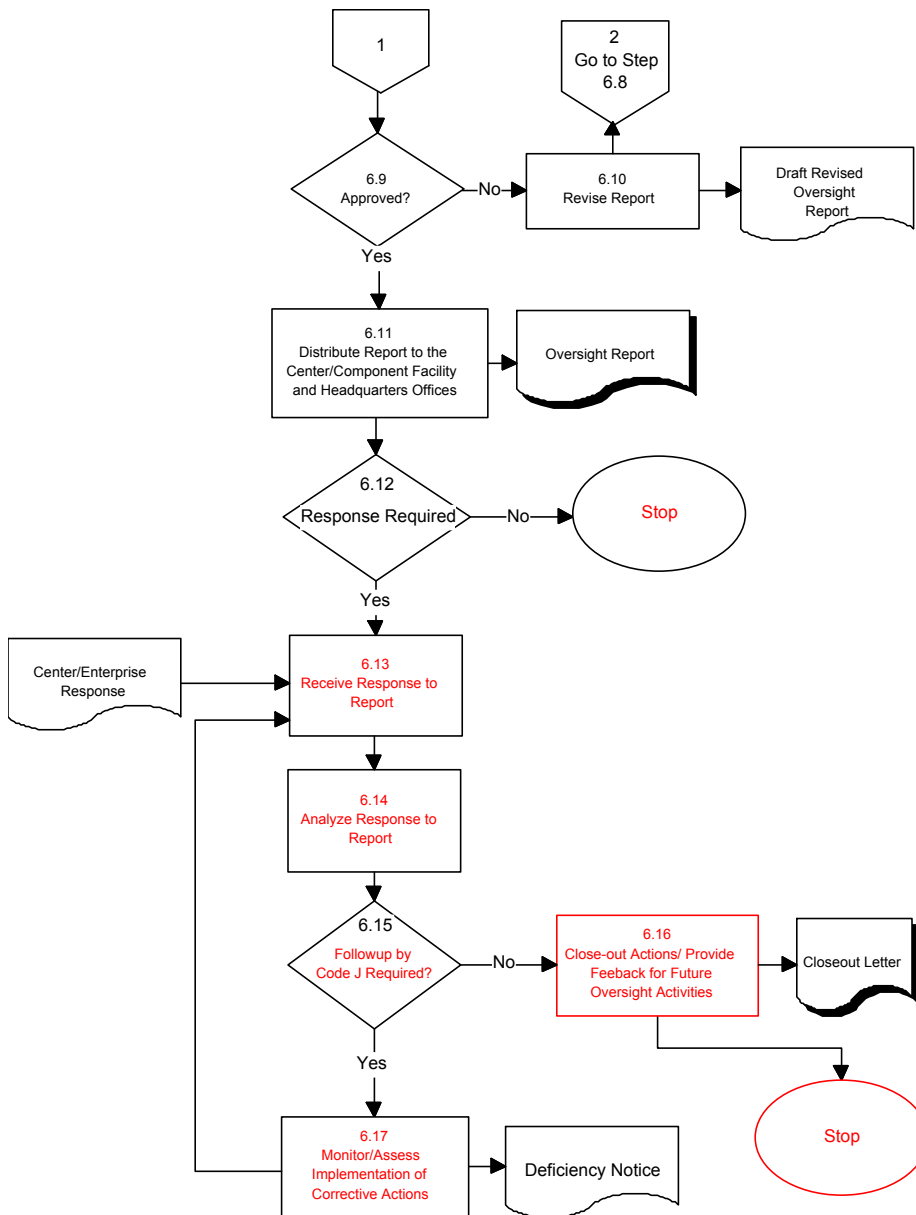 1
2
Go to Step
6.8
6.9
Approved?
No
6.10
Revise Report
Draft Revised
Oversight
Report
Yes
6.11
Distribute Report to the
Center/Component Facility
and Headquarters Offices
Oversight Report
6.12
Response Required
No
Stop
Yes
Center/Enterprise
Response
6.13
Receive Response to
Report
6.14
Analyze Response to
Report
6.15
Followup by
Code J Required?
No
6.16
Close-out Actions/ Provide
Feeback for Future
Oversight Activities
Closeout Letter
Yes
Stop
6.17
Monitor/Assess
Implementation of
Corrective Actions
Deficiency Notice